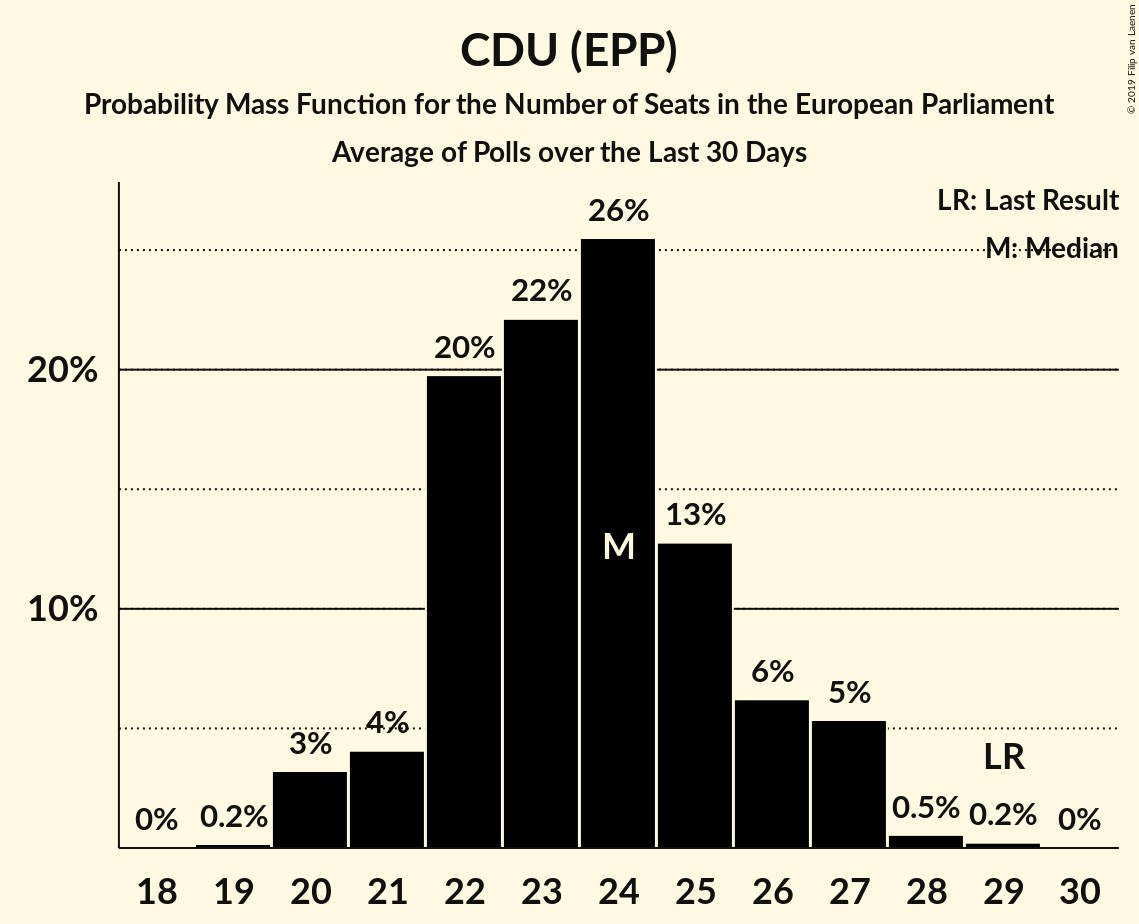 CDU (EPP)
Probability Mass Function for the Number of Seats in the European Parliament
Average of Polls over the Last 30 Days
© 2019 Filip van Laenen
LR: Last Result
M: Median
26%
22%
20%
20%
13%
M
10%
6%
5%
4%
3%
LR
0%
0.2%
0.5%
0.2%
0%
18 19 20 21 22 23 24 25 26 27 28 29 30